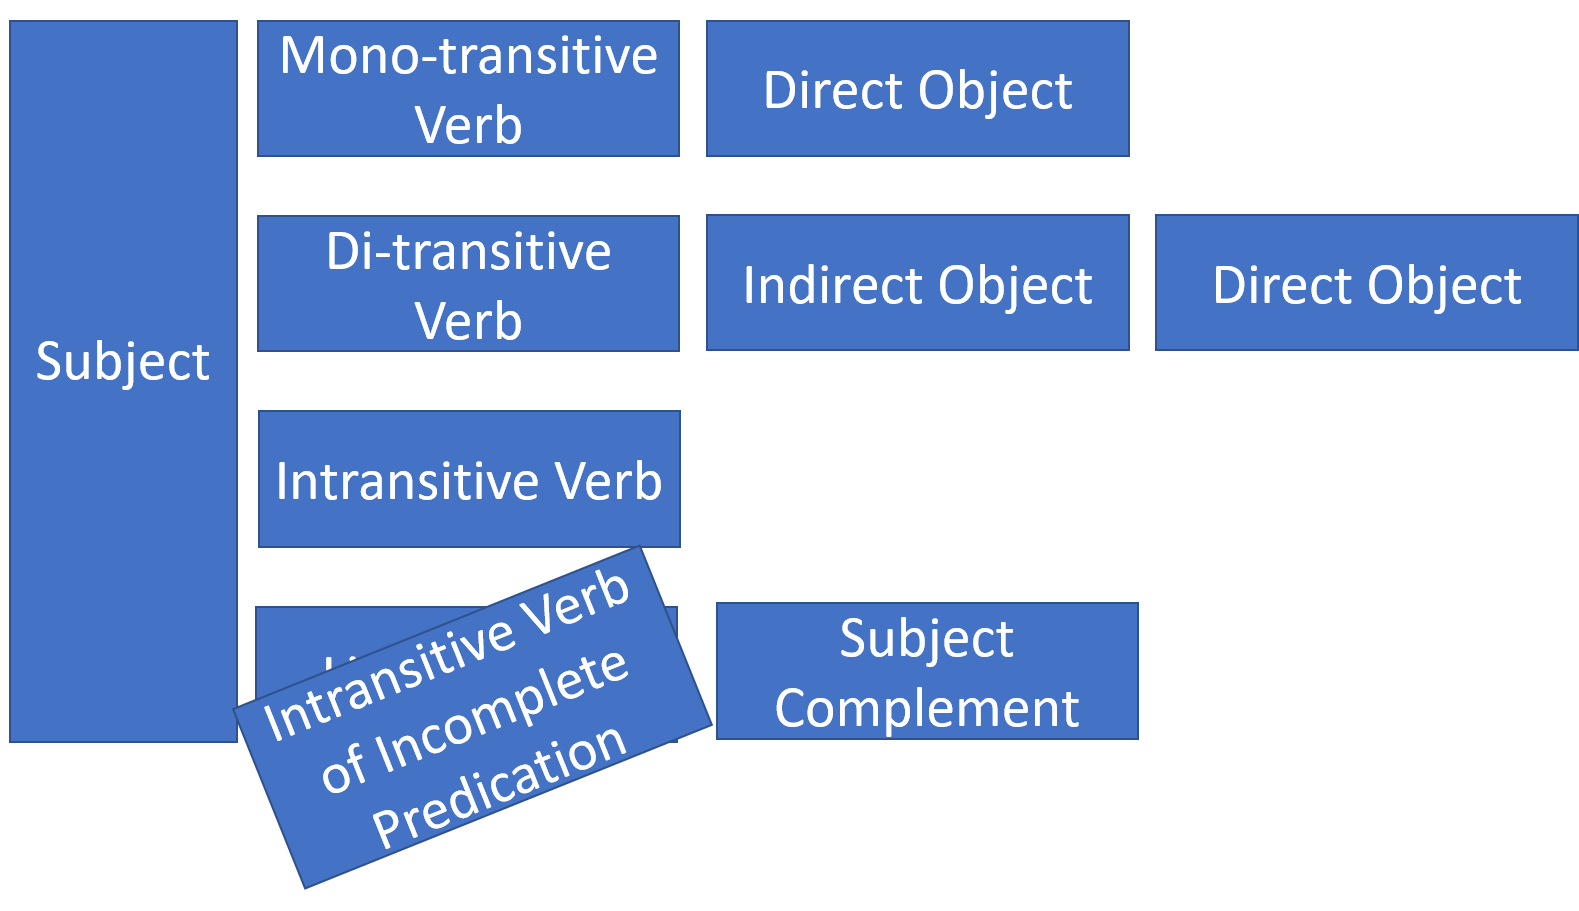 Subject
Mono-transitive
Verb
Direct Object
Di-transitive
Verb
Indirect Object
Direct Object
Intransitive Verb
Intransitive Verb
of Incomplete
Predication
Subject
Complement